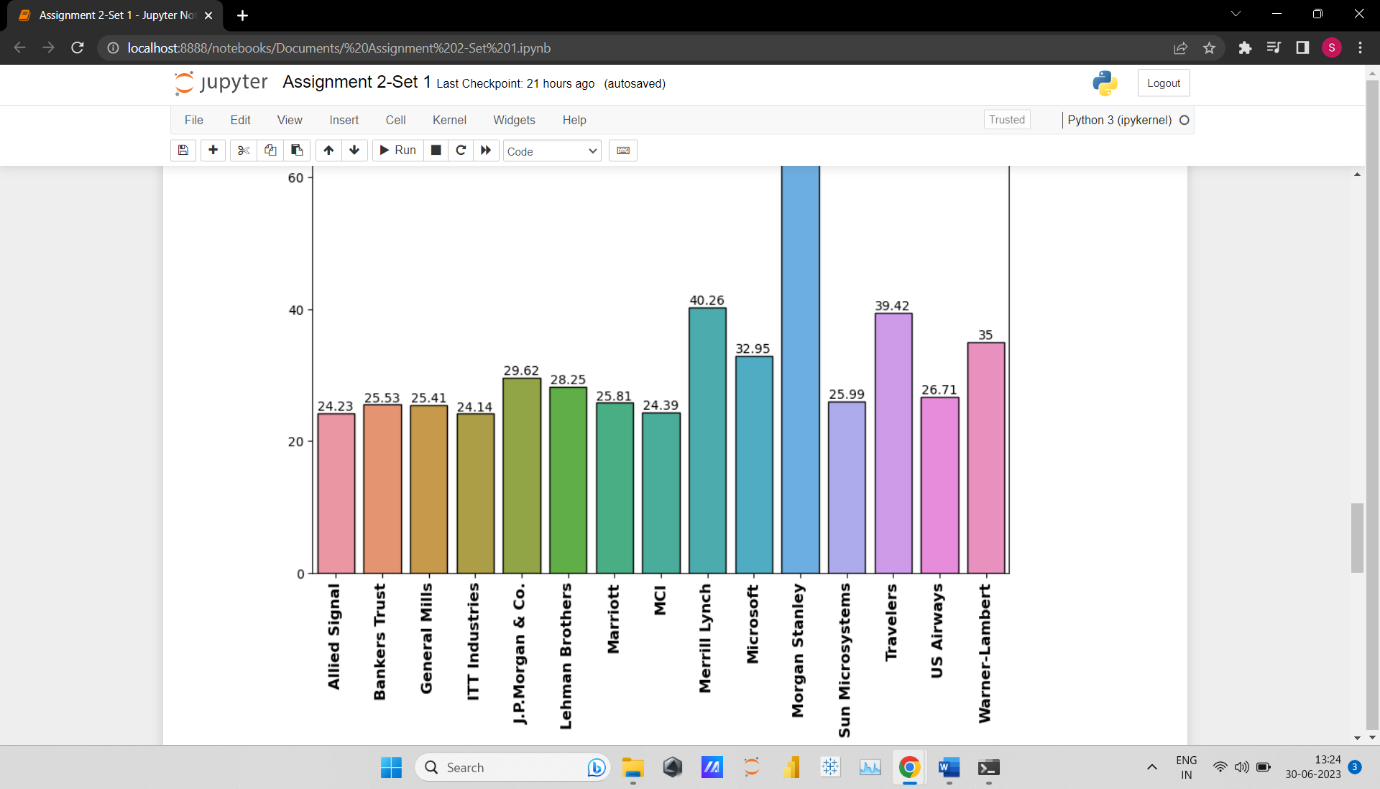 Assignment 2-Set 1 - Jupyter No
localhost:8888/notebooks/Documents/%20Assignment%202-Set%201.ipynb
S
jupyter Assignment 2-Set 1 Last Checkpoint: 21 hours ago (autosaved)
Logout
File Edit View Insert Cell Kernel Widgets Help
Trusted
Python 3 (ipykernel)
Run
Code
60
40
20
0
24.23
25.53
25.41
24.14
29.62
28.25
25.81
24.39
40.26
32.95
25.99
39.42
26.71
35
Allied Signal
Bankers Trust
General Mills
ITT Industries
J.P.Morgan & Co.
Lehman Brothers
Marriott
MCI
Merrill Lynch
Microsoft
Morgan Stanley
Sun Microsystems
Travelers
US Airways
Warner-Lambert
Search
ENG
IN
13:24
30-06-2023
3